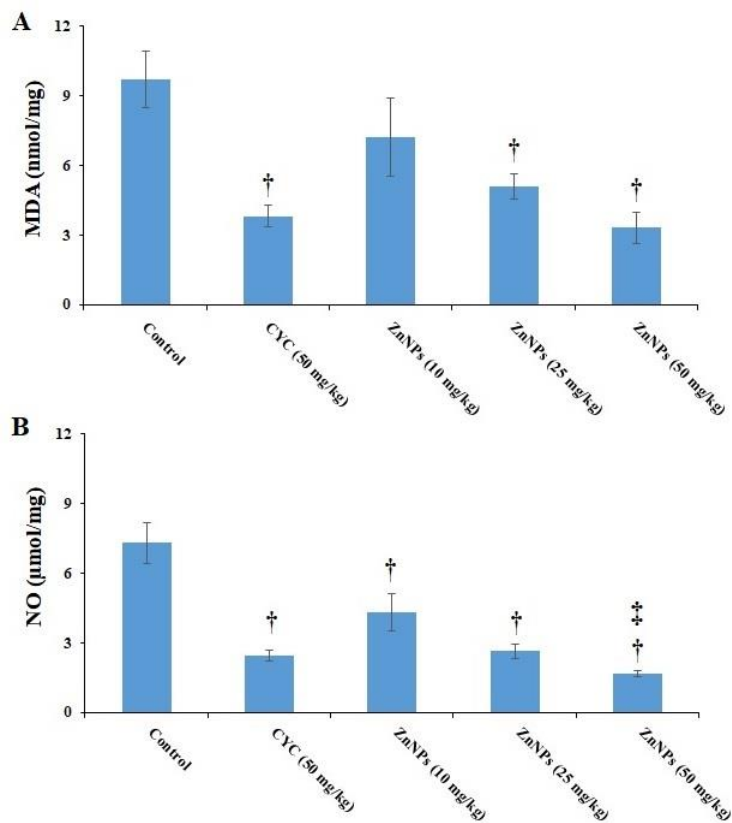 A
MDA (nmol/mg)
12
9
6
3
0
†
†
†
Control
CYC (50 mg/kg)
ZnNPs (10 mg/kg)
ZnNPs (25 mg/kg)
ZnNPs (50 mg/kg)
B
NO (µmol/mg)
12
9
6
3
0
†
†
†
‡
†
Control
CYC (50 mg/kg)
ZnNPs (10 mg/kg)
ZnNPs (25 mg/kg)
ZnNPs (50 mg/kg)